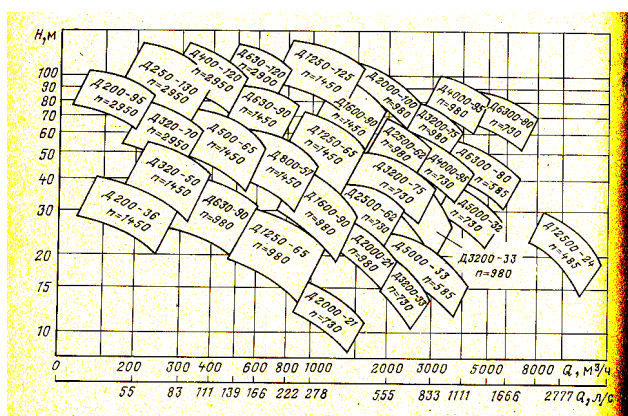 H,м
100
90
80
70
60
50
40
30
20
15
10
Д200-95
n=2950
Д250-130
n=2950
Д400-120
n=2950
Д630-120
n=2900
Д1250-125
n=1450
Д2000-100
n=980
Д4000-95
n=980
Д6300-80
n=730
Д320-70
n=2950
Д500-65
n=1450
Д630-90
n=1450
Д1250-65
n=1450
Д1600-90
n=1450
Д2500-62
n=980
Д3200-75
n=980
Д4000-95
n=730
Д6300-80
n=585
Д320-50
n=1450
Д800-57
n=1450
Д3200-75
n=730
Д200-36
n=1450
Д630-90
n=980
Д1250-65
n=980
Д1600-90
n=980
Д2500-62
n=730
Д5000-32
n=730
Д2000-21
n=980
Д5000-33
n=585
Д3200-33
n=980
Д12500-24
n=485
Д3200-33
n=730
Д2000-21
n=730
0 200 300 400 600 800 1000 2000 3000 5000 8000 Q, м³/ч
55 83 111 139 166 222 278 555 833 1111 1666 2777 Q, л/с